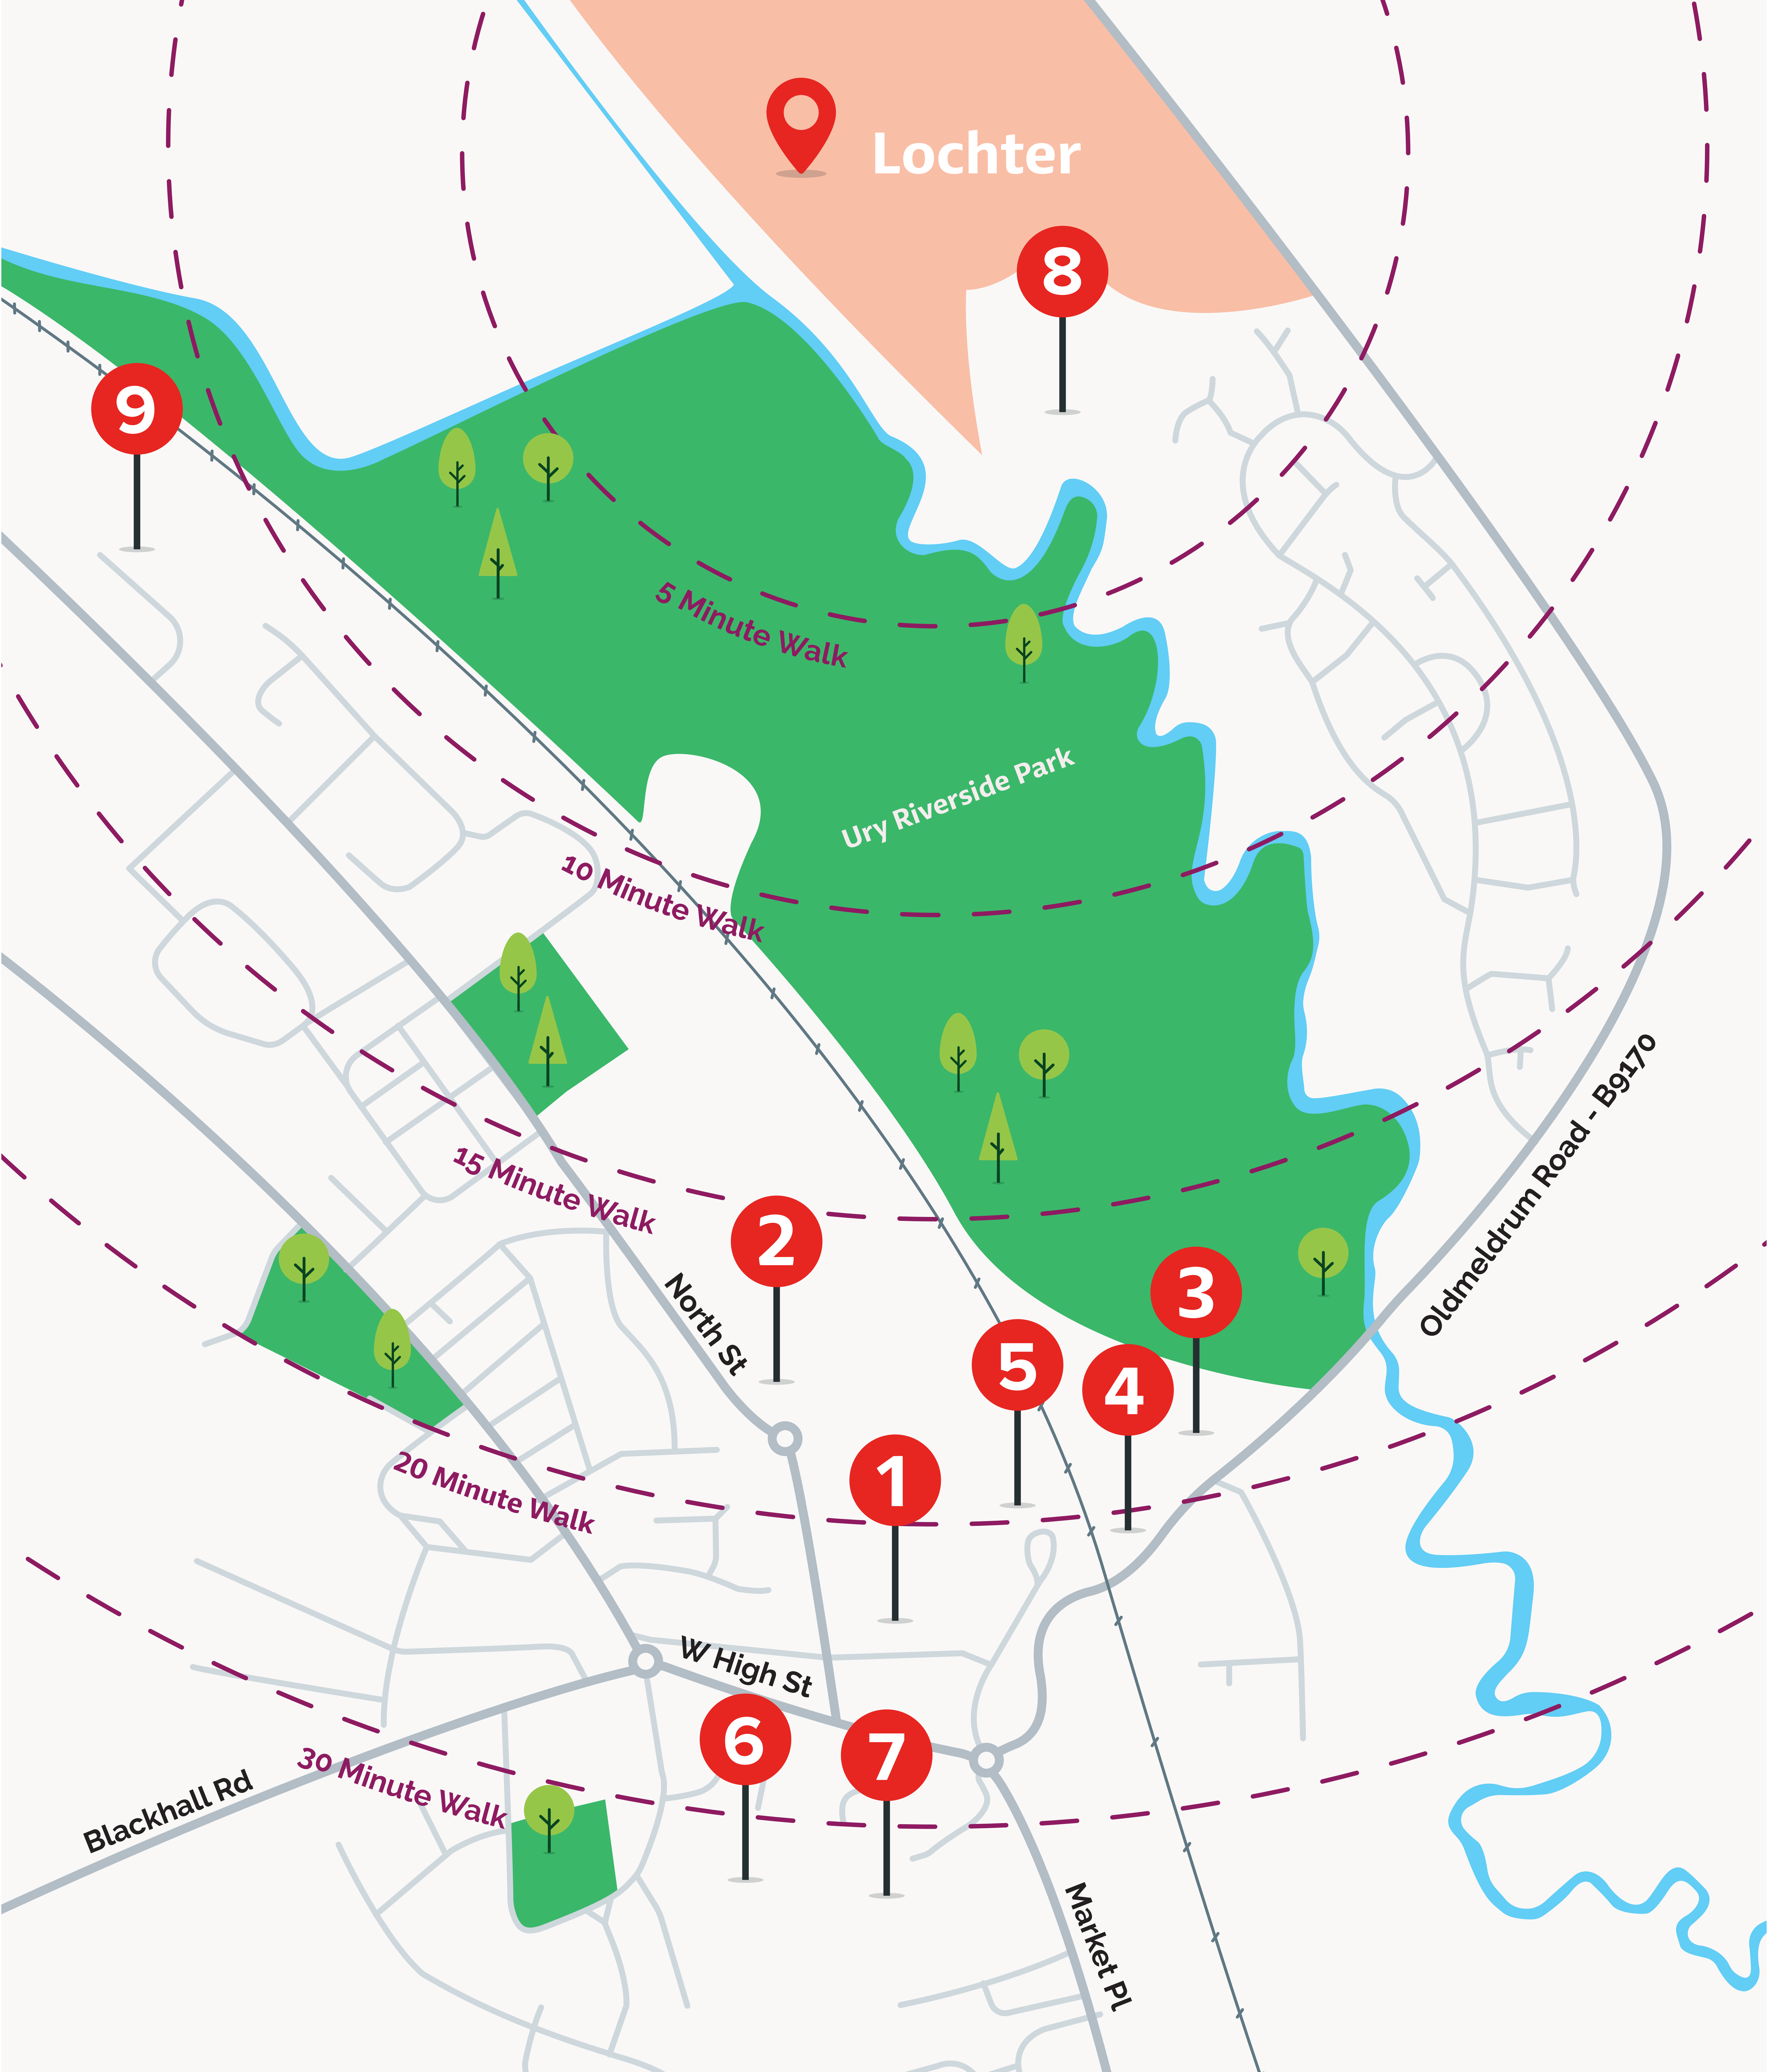 Lochter
8
9
5 Minute Walk
Ury Riverside Park
10 Minute Walk
Oldmeldrum Road - B9170
15 Minute Walk
2
North St
3
5
4
20 Minute Walk
1
W High St
6
7
30 Minute Walk
Blackhall Rd
Market Pl